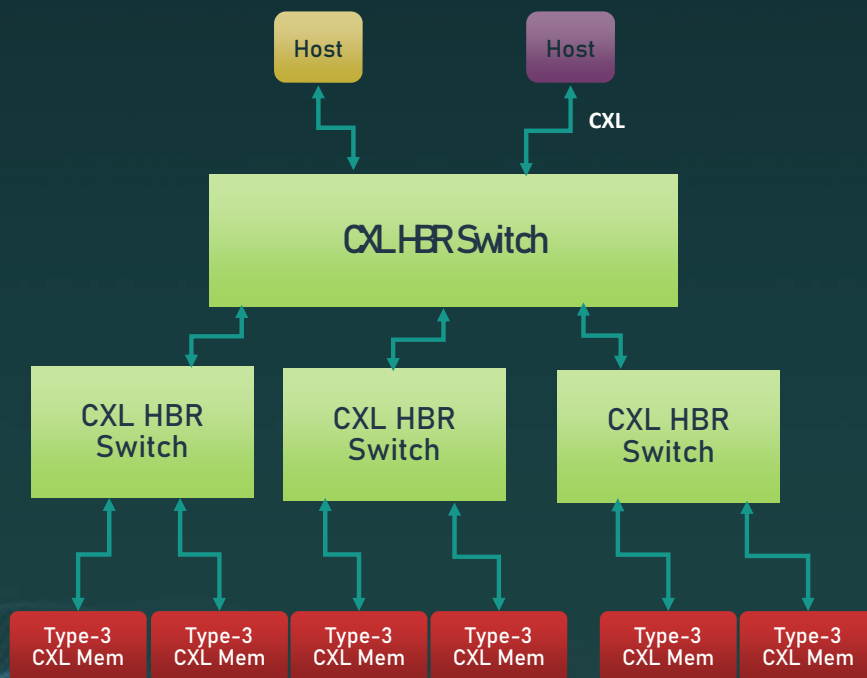 Host
Host
CXL
CXL HBR Switch
CXL HBR
Switch
CXL HBR
Switch
CXL HBR
Switch
Type-3
CXL Mem
Type-3
CXL Mem
Type-3
CXL Mem
Type-3
CXL Mem
Type-3
CXL Mem
Type-3
CXL Mem